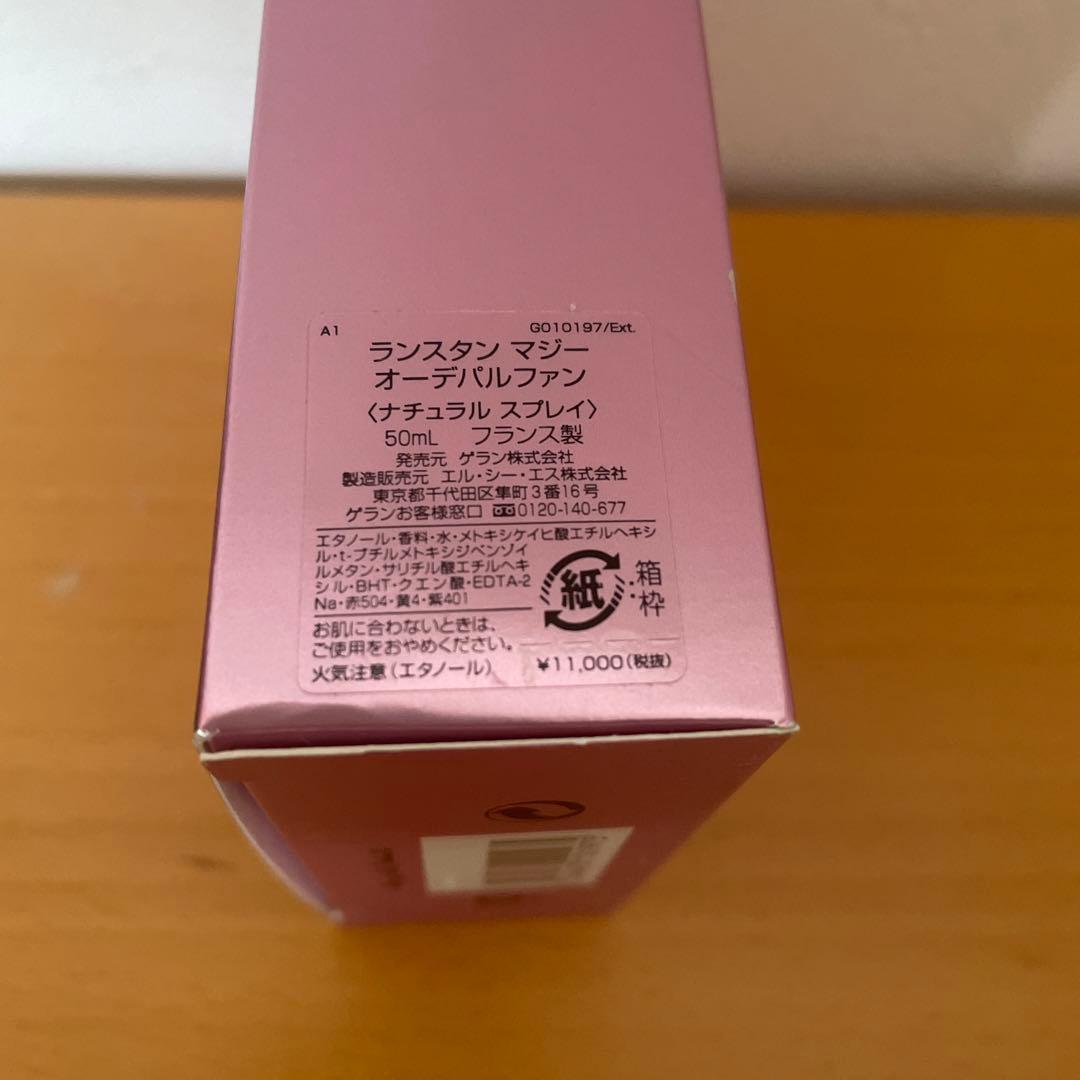 A1 G010197/Ext.
ランスタン マジー
オーデパルファン
〈ナチュラル スプレイ〉
50mL フランス製
発売元 ゲラン株式会社
製造販売元 エル・シー・エス株式会社
東京都千代田区隼町3番16号
ゲランお客様窓口 0120-140-677
エタノール・香料・水・メトキシケイヒ酸エチルヘキシ
ル・t-ブチルメトキシジベンゾイ
ルメタン・サリチル酸エチルヘキ
シル・BHT・クエン酸・EDTA-2
Na・赤504・黄4・紫401
紙
:箱
:枠
お肌に合わないときは、
ご使用をおやめください。
火気注意(エタノール) ¥11,000(税抜)